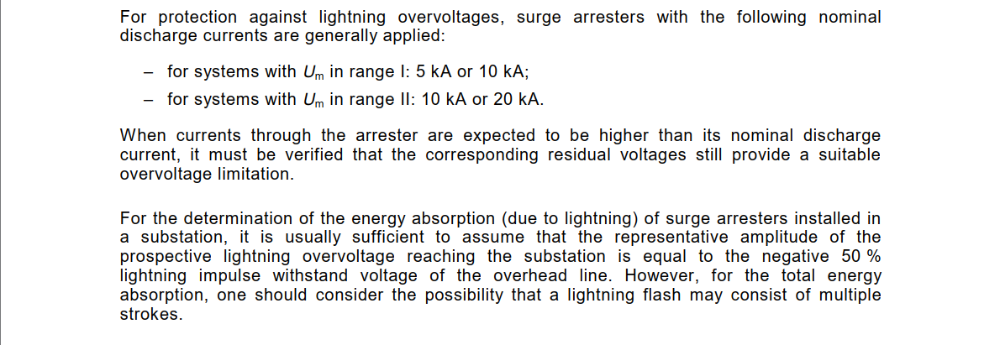 For protection against lightning overvoltages, surge arresters with the following nominal
discharge currents are generally applied:
– for systems with Um in range I: 5 kA or 10 kA;
– for systems with Um in range II: 10 kA or 20 kA.
When currents through the arrester are expected to be higher than its nominal discharge
current, it must be verified that the corresponding residual voltages still provide a suitable
overvoltage limitation.
For the determination of the energy absorption (due to lightning) of surge arresters installed in
a substation, it is usually sufficient to assume that the representative amplitude of the
prospective lightning overvoltage reaching the substation is equal to the negative 50 %
lightning impulse withstand voltage of the overhead line. However, for the total energy
absorption, one should consider the possibility that a lightning flash may consist of multiple
strokes.